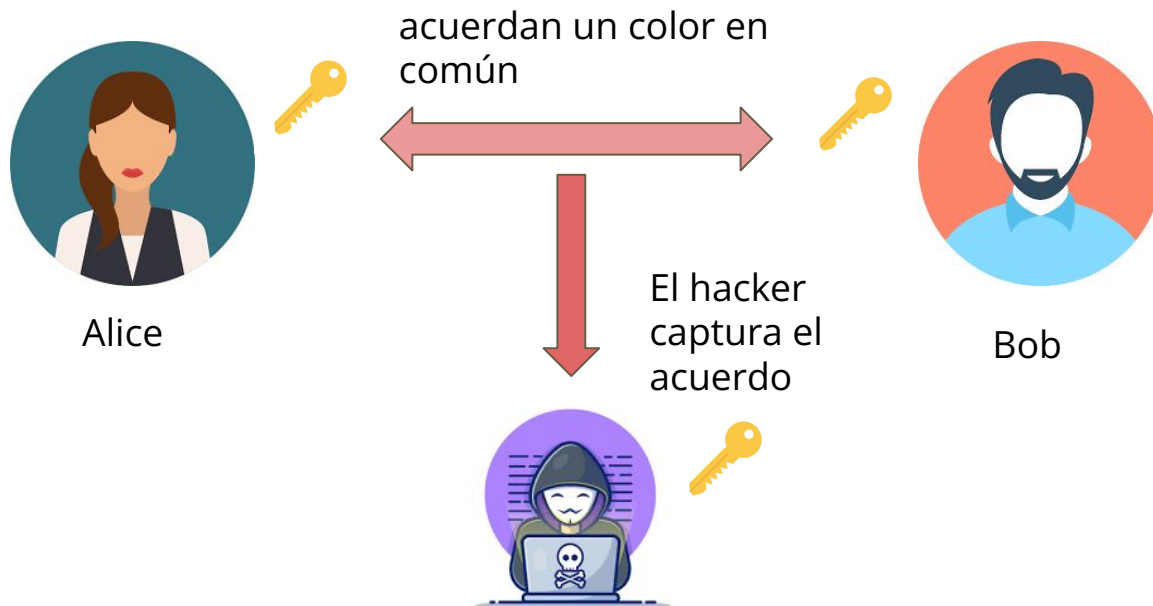 acuerdan un color en
común
El hacker
captura el
acuerdo
Alice
Bob